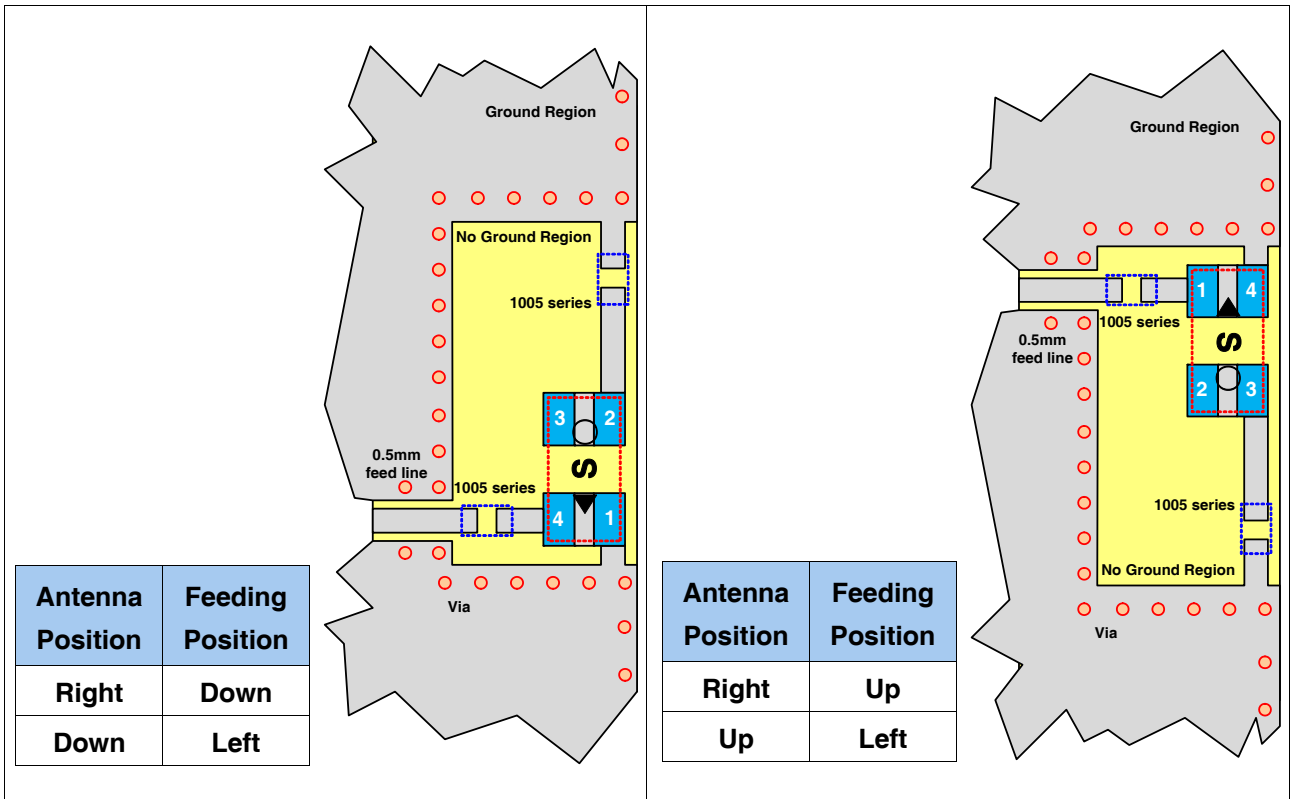 Ground Region
No Ground Region
1005 series
3
2
S
0.5mm
feed line
1005 series
4
1
Via
Antenna Position
Feeding Position
Right
Down
Down
Left
Ground Region
1
4
1005 series
0.5mm
feed line
S
2
3
1005 series
No Ground Region
Via
Antenna Position
Feeding Position
Right
Up
Up
Left